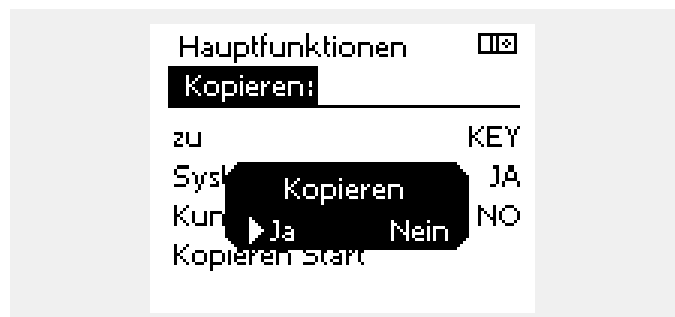 Hauptfunktionen
Kopieren:
zu KEY
JA
Kopieren
NO
Ja Nein
Kopieren Start